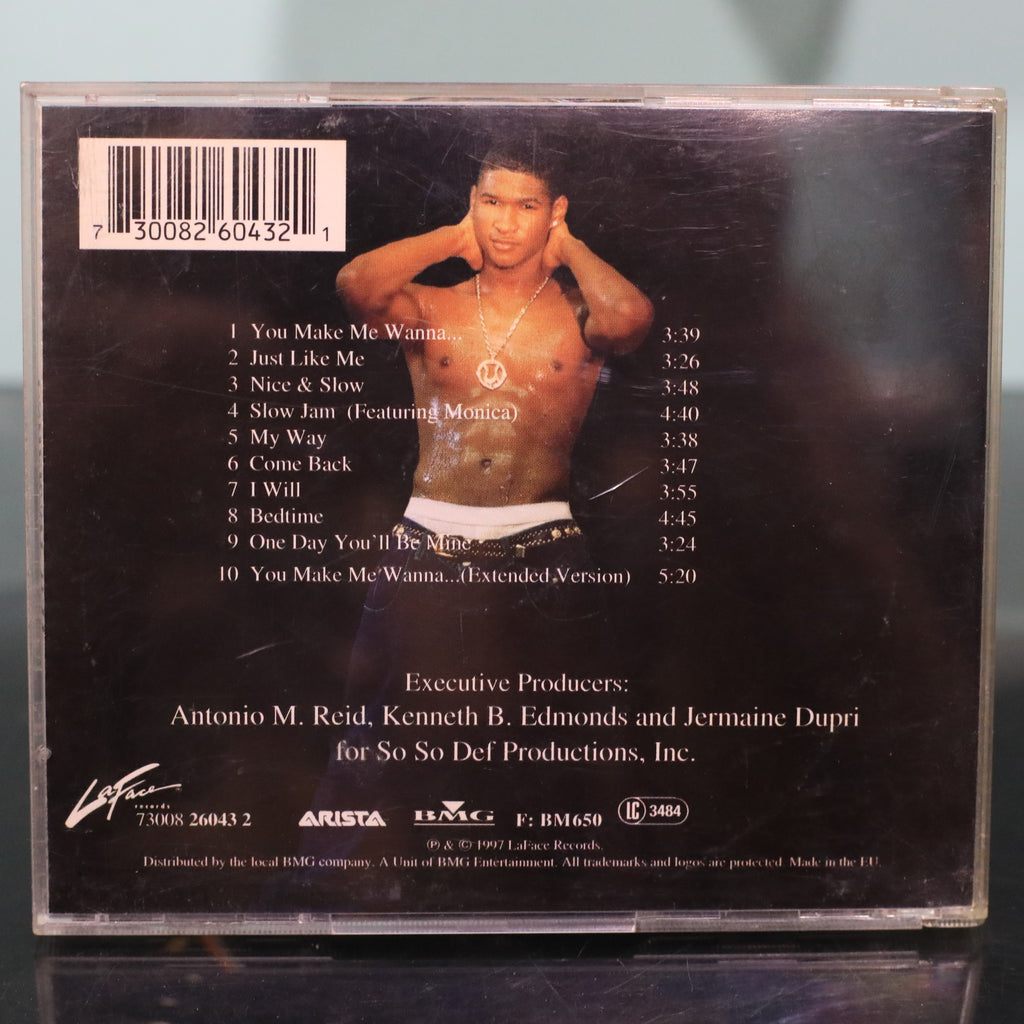 7 30082 60432 1
1 You Make Me Wanna... 3:39
2 Just Like Me 3:26
3 Nice & Slow 3:48
4 Slow Jam (Featuring Monica) 4:40
5 My Way 3:38
6 Come Back 3:47
7 I Will 3:55
8 Bedtime 4:45
9 One Day You'll Be Mine 3:24
10 You Make Me Wanna...(Extended Version) 5:20
Executive Producers:
Antonio M. Reid, Kenneth B. Edmonds and Jermaine Dupri
for So So Def Productions, Inc.
LaFace
records
73008 26043 2 ARISTA BMG F: BM650 LC 3484
℗ & © 1997 LaFace Records.
Distributed by the local BMG company. A Unit of BMG Entertainment. All trademarks and logos are protected. Made in the EU.